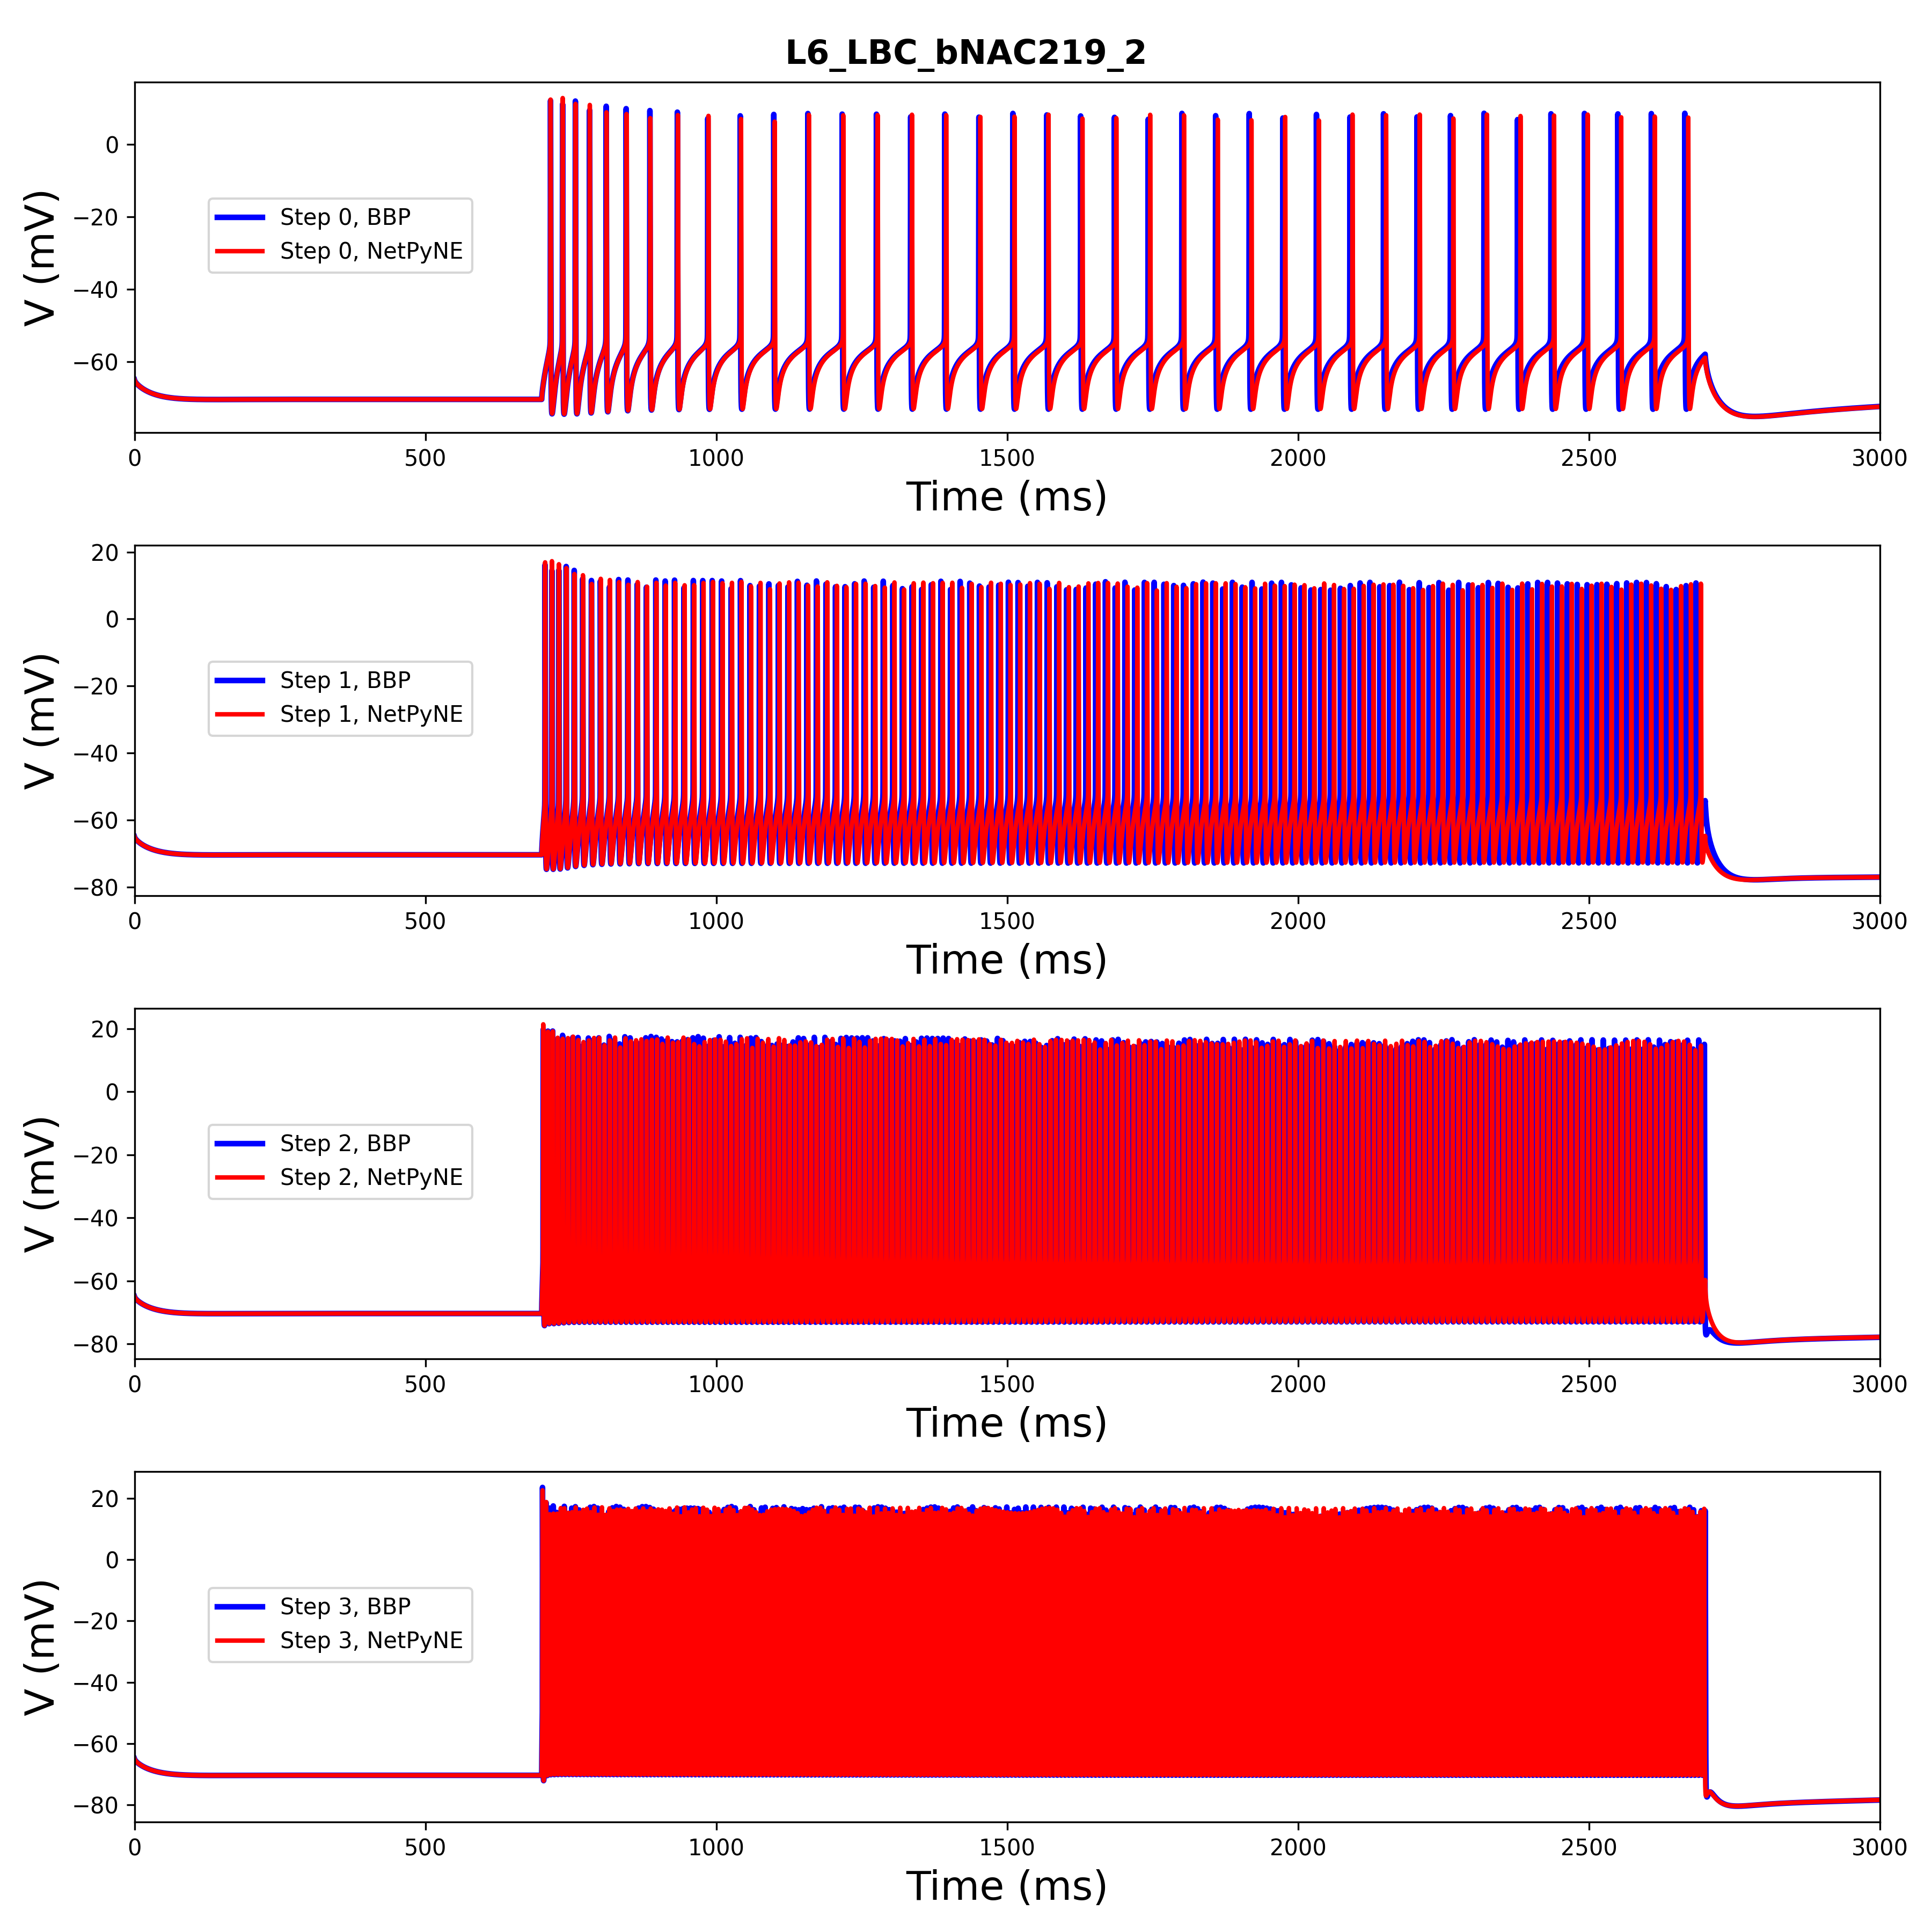 L6_LBC_bNAC219_2
0
−20
−40
−60
V (mV)
Step 0, BBP
Step 0, NetPyNE
0 500 1000 1500 2000 2500 3000
Time (ms)
20
0
−20
−40
−60
−80
V (mV)
Step 1, BBP
Step 1, NetPyNE
0 500 1000 1500 2000 2500 3000
Time (ms)
20
0
−20
−40
−60
−80
V (mV)
Step 2, BBP
Step 2, NetPyNE
0 500 1000 1500 2000 2500 3000
Time (ms)
20
0
−20
−40
−60
−80
V (mV)
Step 3, BBP
Step 3, NetPyNE
0 500 1000 1500 2000 2500 3000
Time (ms)